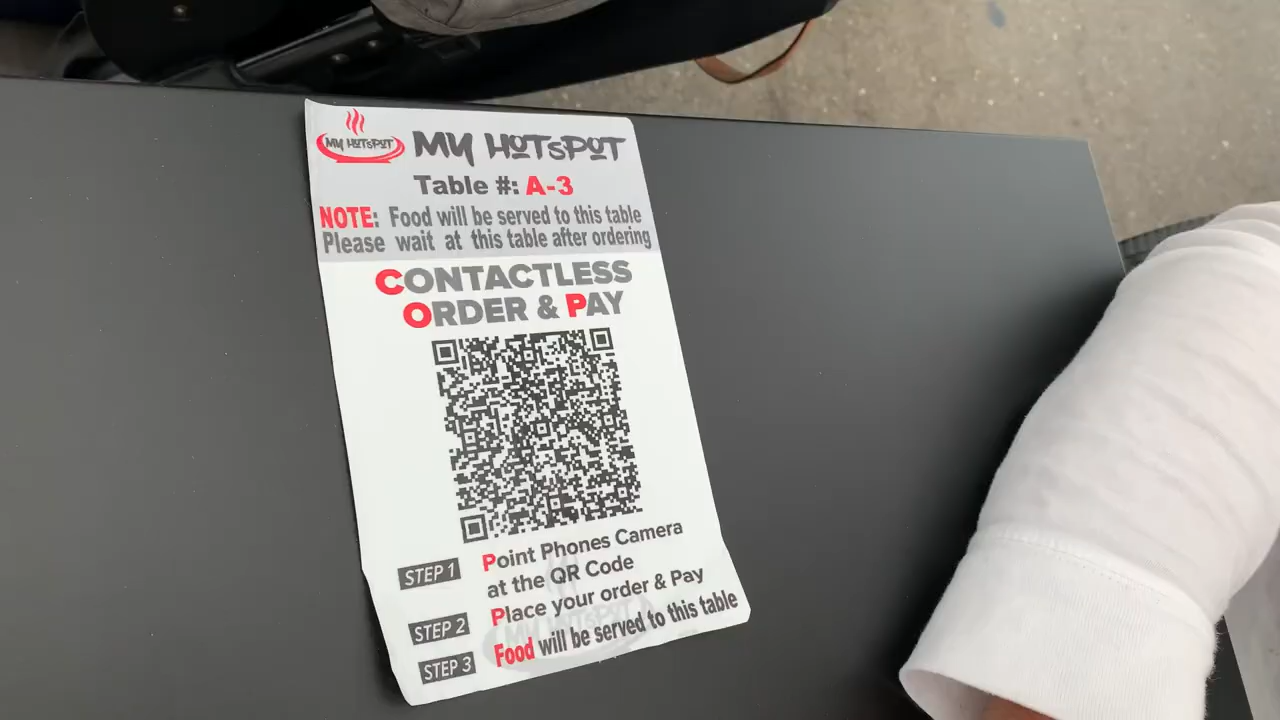 MY HOTSPOT
MY HOTSPOT
Table #: A-3
NOTE: Food will be served to this table
Please wait at this table after ordering
CONTACTLESS
ORDER & PAY
STEP 1
Point Phones Camera
at the QR Code
STEP 2
Place your order & Pay
STEP 3
Food will be served to this table
MY HOTSPOT